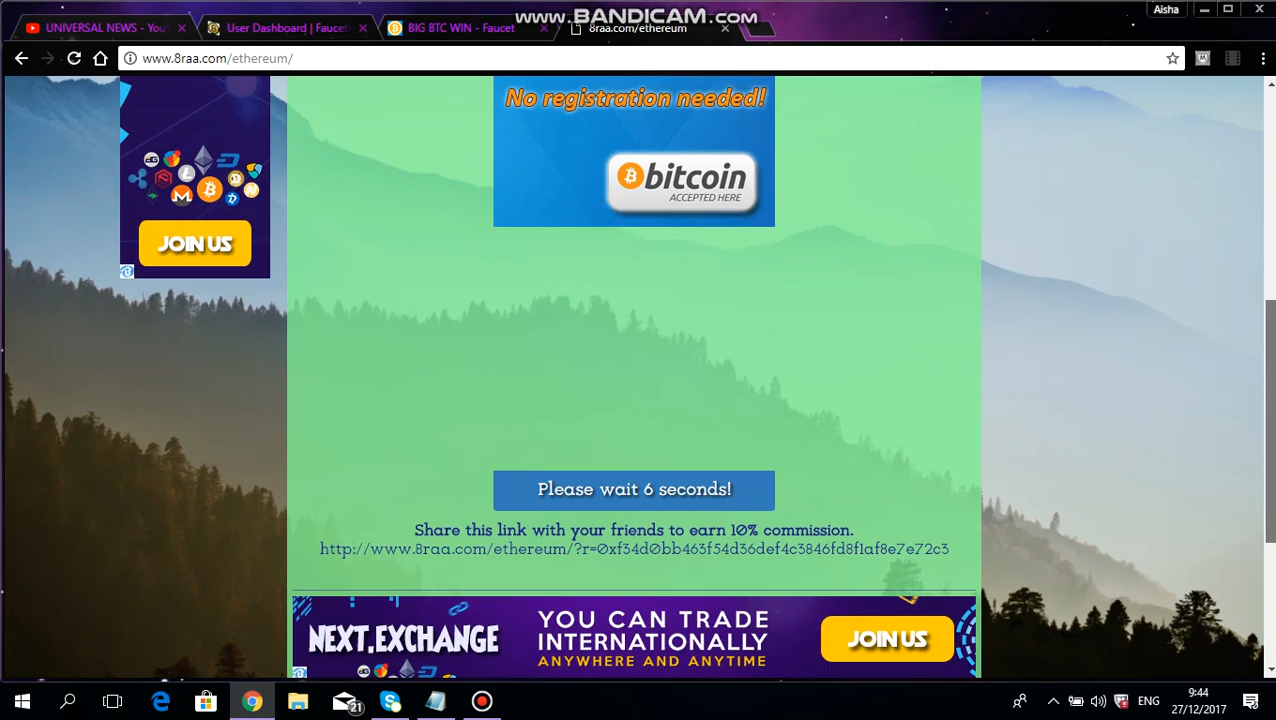 www.BANDICAM.com
UNIVERSAL NEWS - You
User Dashboard | Faucet
BIG BTC WIN - Faucet
8raa.com/ethereum
Aisha
www.8raa.com/ethereum/
No registration needed!
bitcoin
ACCEPTED HERE
JOIN US
Please wait 6 seconds!
Share this link with your friends to earn 10% commission.
http://www.8raa.com/ethereum/?r=0xf34d0bb463f54d36def4c3846fd8f1af8e7e72c3
NEXT.EXCHANGE
YOU CAN TRADE
INTERNATIONALLY
ANYWHERE AND ANYTIME
JOIN US
21
ENG
9:44
27/12/2017